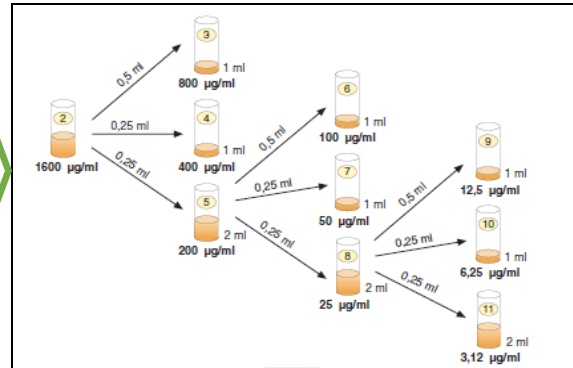 2
1600 µg/ml
0,5 ml
3
1 ml
800 µg/ml
0,25 ml
4
1 ml
400 µg/ml
0,25 ml
5
2 ml
200 µg/ml
0,5 ml
6
1 ml
100 µg/ml
0,25 ml
7
1 ml
50 µg/ml
0,25 ml
8
2 ml
25 µg/ml
0,5 ml
9
1 ml
12,5 µg/ml
0,25 ml
10
1 ml
6,25 µg/ml
0,25 ml
11
2 ml
3,12 µg/ml